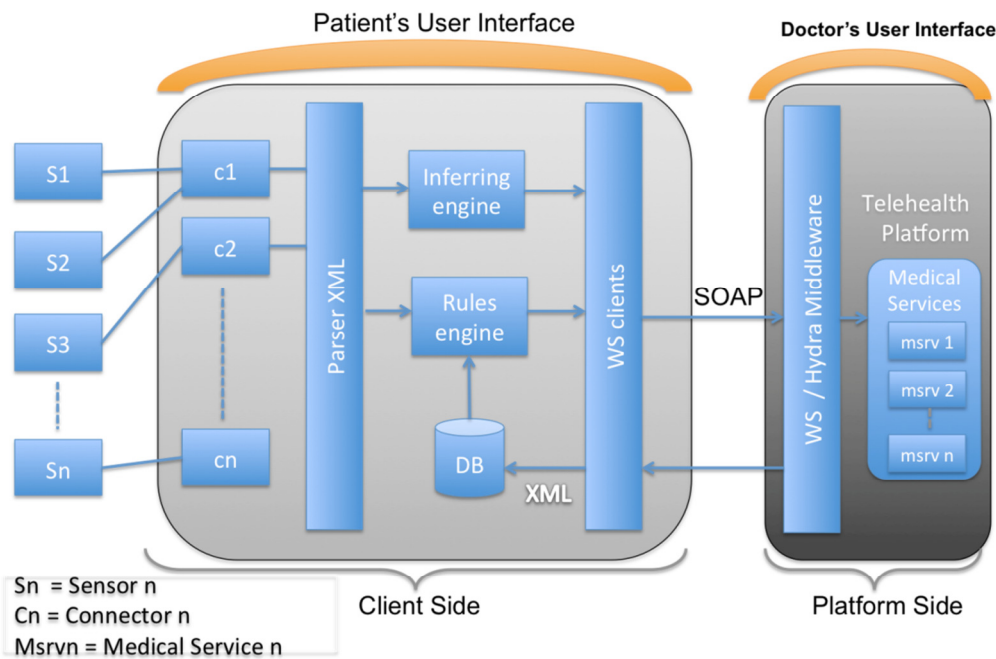 Patient's User Interface
Doctor's User Interface
S1
S2
S3
Sn
c1
c2
cn
Parser XML
Inferring
engine
Rules
engine
DB
XML
WS clients
SOAP
WS / Hydra Middleware
Telehealth
Platform
Medical
Services
msrv 1
msrv 2
msrv n
Client Side
Platform Side
Sn = Sensor n
Cn = Connector n
Msrvn = Medical Service n